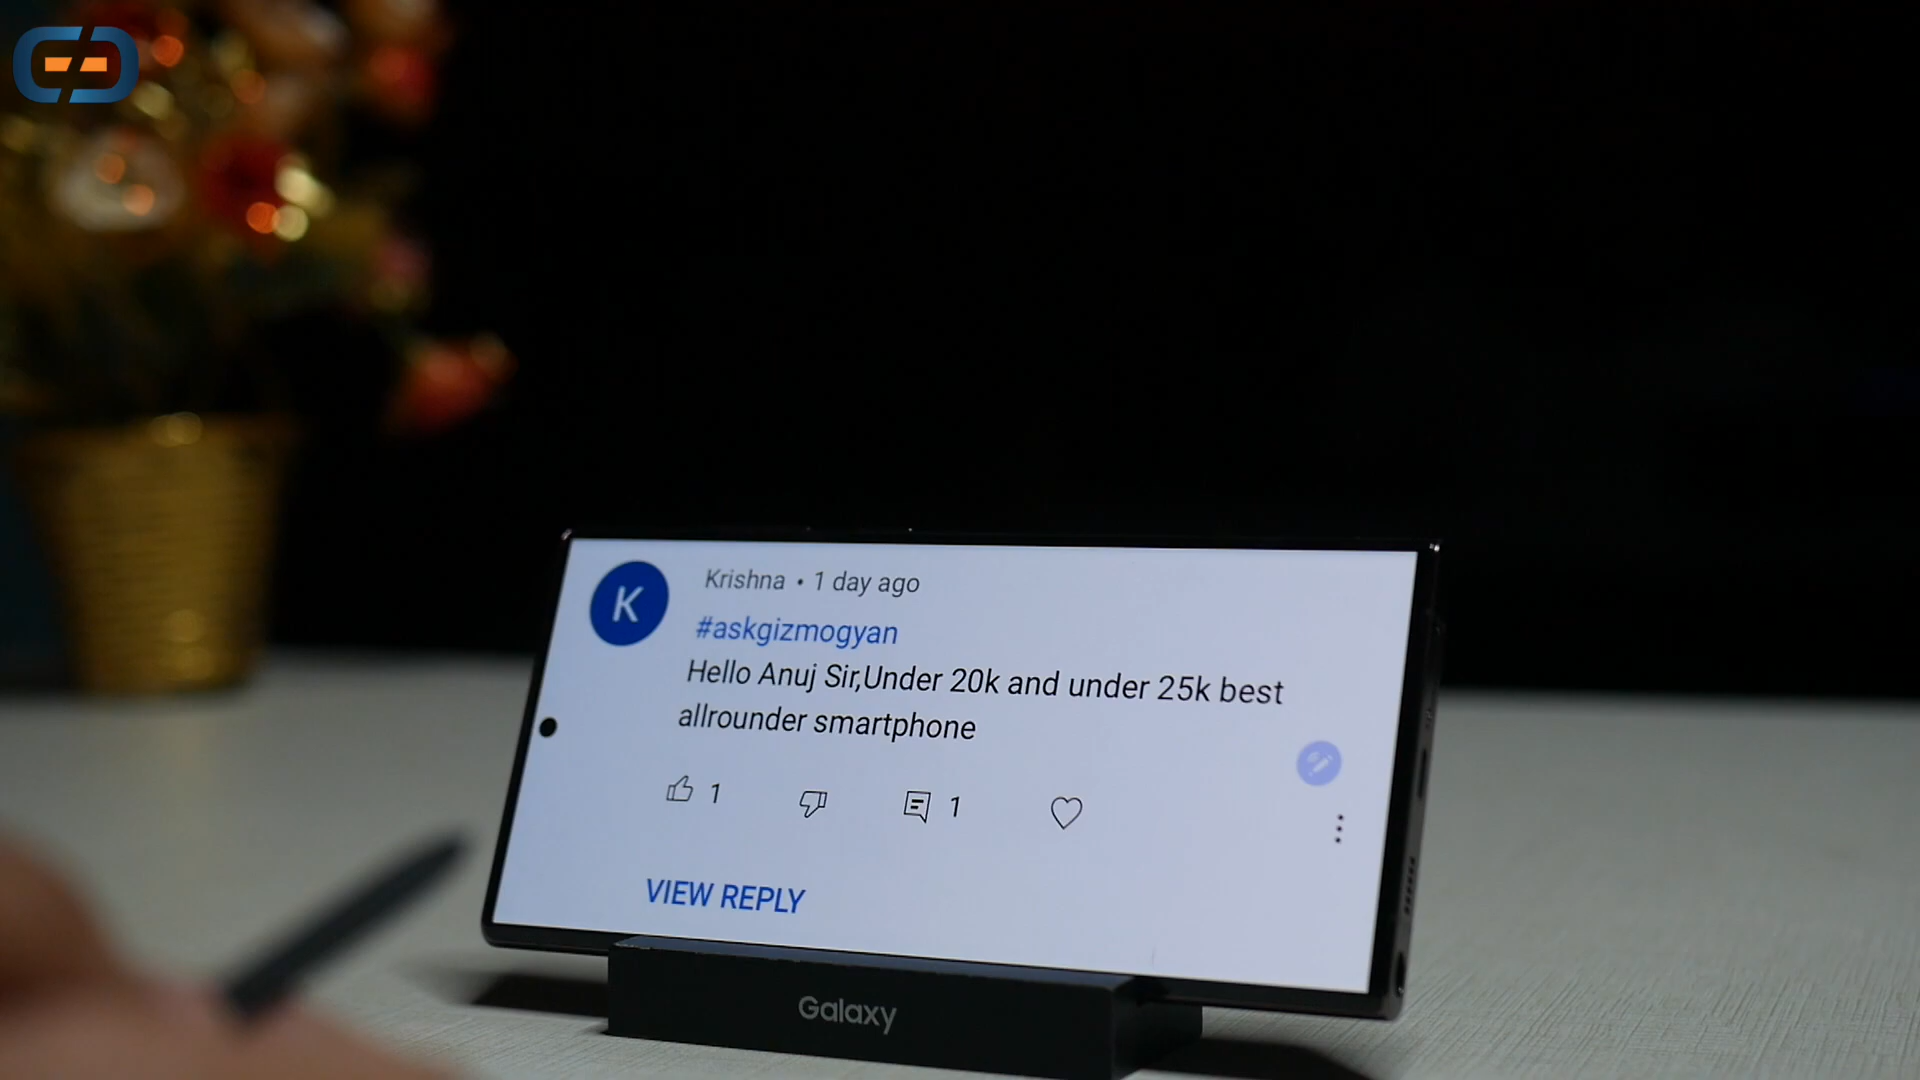 K
Krishna • 1 day ago
#askgizmogyan
Hello Anuj Sir,Under 20k and under 25k best
allrounder smartphone
1
1
VIEW REPLY
Galaxy